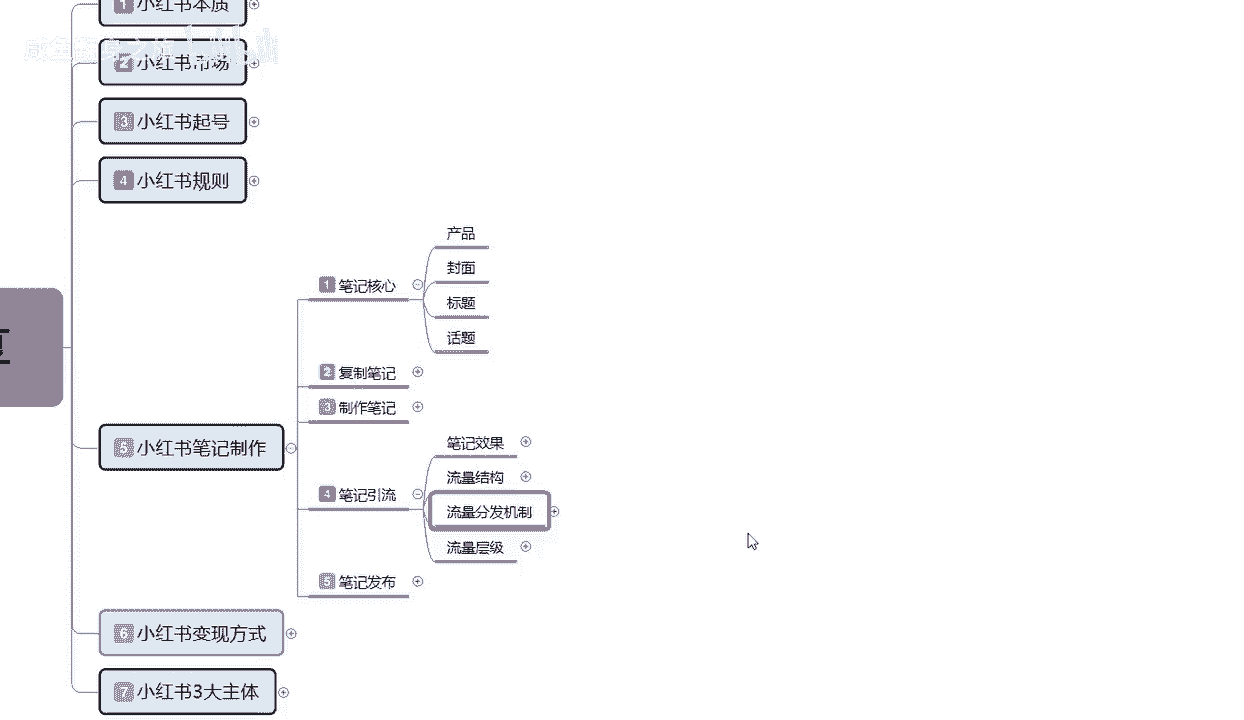 1 小红书本质
2 小红书市场
3 小红书起号
4 小红书规则
产品
封面
1 笔记核心
标题
话题
2 复制笔记
3 制作笔记
5 小红书笔记制作
笔记效果
流量结构
4 笔记引流
流量分发机制
流量层级
5 笔记发布
6 小红书变现方式
7 小红书3大主体